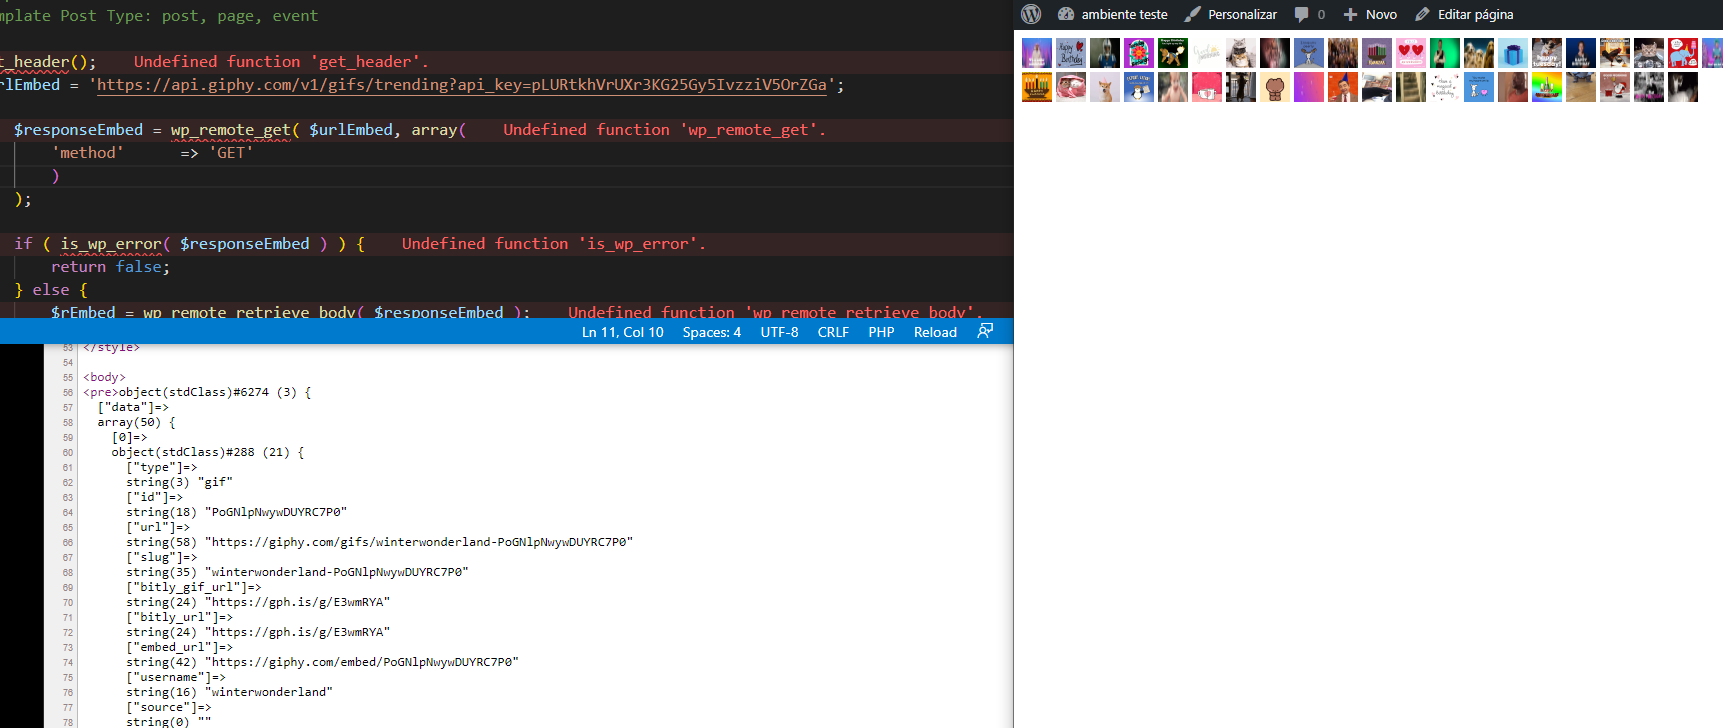 mplate Post Type: post, page, event
t_header(); Undefined function 'get_header'.
rlEmbed = 'https://api.giphy.com/v1/gifs/trending?api_key=pLURtkhVrUXr3KG25Gy5IvzziV5OrZGa';
$responseEmbed = wp_remote_get( $urlEmbed, array( Undefined function 'wp_remote_get'.
'method' => 'GET'
)
);
if ( is_wp_error( $responseEmbed ) ) { Undefined function 'is_wp_error'.
return false;
} else {
$rEmbed = wp_remote_retrieve_body( $responseEmbed ); Undefined function 'wp_remote_retrieve_body'.
Ln 11, Col 10 Spaces: 4 UTF-8 CRLF PHP Reload
53 </style>
54
55 <body>
56 <pre>object(stdClass)#6274 (3) {
57 ["data"]=>
58 array(50) {
59 [0]=>
60 object(stdClass)#288 (21) {
61 ["type"]=>
62 string(3) "gif"
63 ["id"]=>
64 string(18) "PoGNlpNwywDUYRC7P0"
65 ["url"]=>
66 string(58) "https://giphy.com/gifs/winterwonderland-PoGNlpNwywDUYRC7P0"
67 ["slug"]=>
68 string(35) "winterwonderland-PoGNlpNwywDUYRC7P0"
69 ["bitly_gif_url"]=>
70 string(24) "https://gph.is/g/E3wmRYA"
71 ["bitly_url"]=>
72 string(24) "https://gph.is/g/E3wmRYA"
73 ["embed_url"]=>
74 string(42) "https://giphy.com/embed/PoGNlpNwywDUYRC7P0"
75 ["username"]=>
76 string(16) "winterwonderland"
77 ["source"]=>
78 string(0) ""
ambiente teste Personalizar 0 Novo Editar página
happy tuesday!